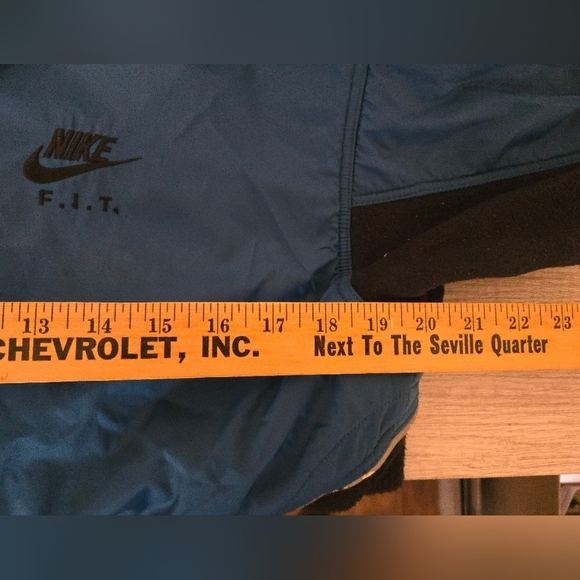 NIKE
F.I.T.
13 14 15 16 17 18 19 20 21 22 23
CHEVROLET, INC. Next To The Seville Quarter